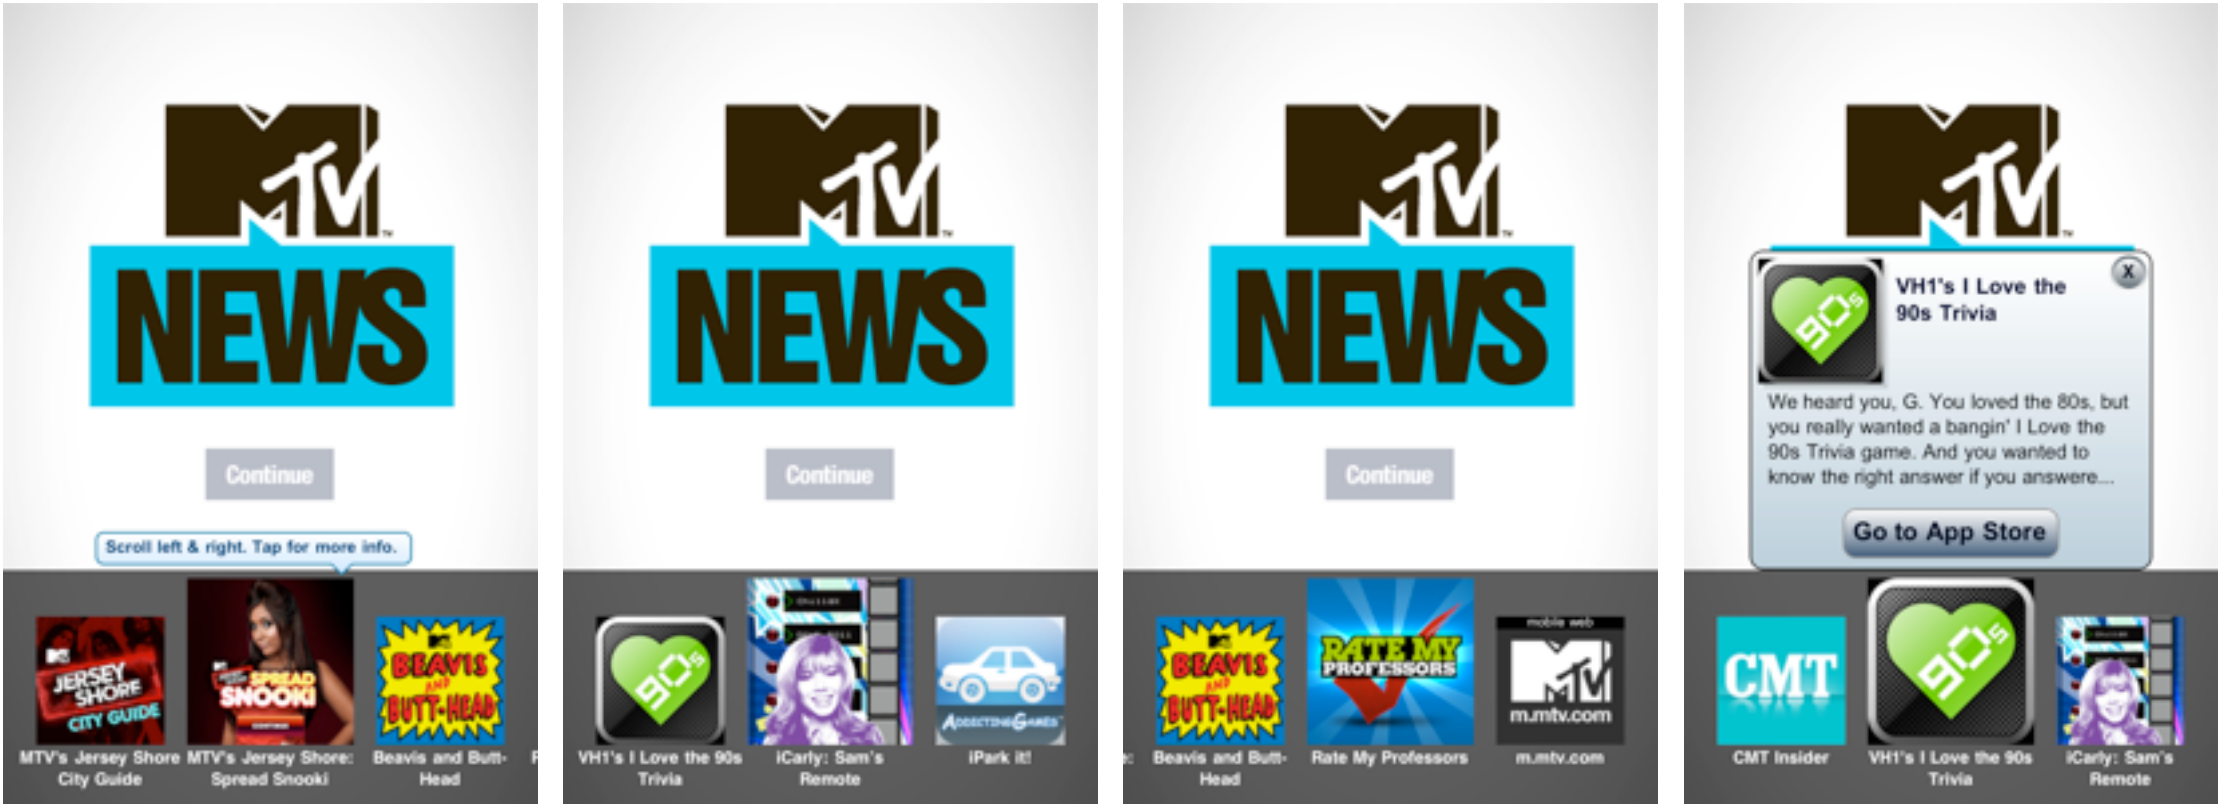 MTV
TM
NEWS
Continue
Scroll left & right. Tap for more info.
JERSEY
SHORE
CITY GUIDE
SPREAD
SNOOKI
BEAVIS
AND
BUTT-HEAD
MTV's Jersey Shore
City Guide
MTV's Jersey Shore:
Spread Snooki
Beavis and Butt-
Head
MTV
TM
NEWS
Continue
90s
ADDICTINGGAMES
VH1's I Love the 90s
Trivia
iCarly: Sam's
Remote
iPark it!
MTV
TM
NEWS
Continue
BEAVIS
AND
BUTT-HEAD
RATE MY
PROFESSORS
mobile web
MTV
m.mtv.com
e:
Beavis and Butt-
Head
Rate My Professors
m.mtv.com
MTV
TM
X
90s
VH1's I Love the
90s Trivia
We heard you, G. You loved the 80s, but
you really wanted a bangin' I Love the
90s Trivia game. And you wanted to
know the right answer if you answere...
Go to App Store
CMT
90s
CMT Insider
VH1's I Love the 90s
Trivia
iCarly: Sam's
Remote